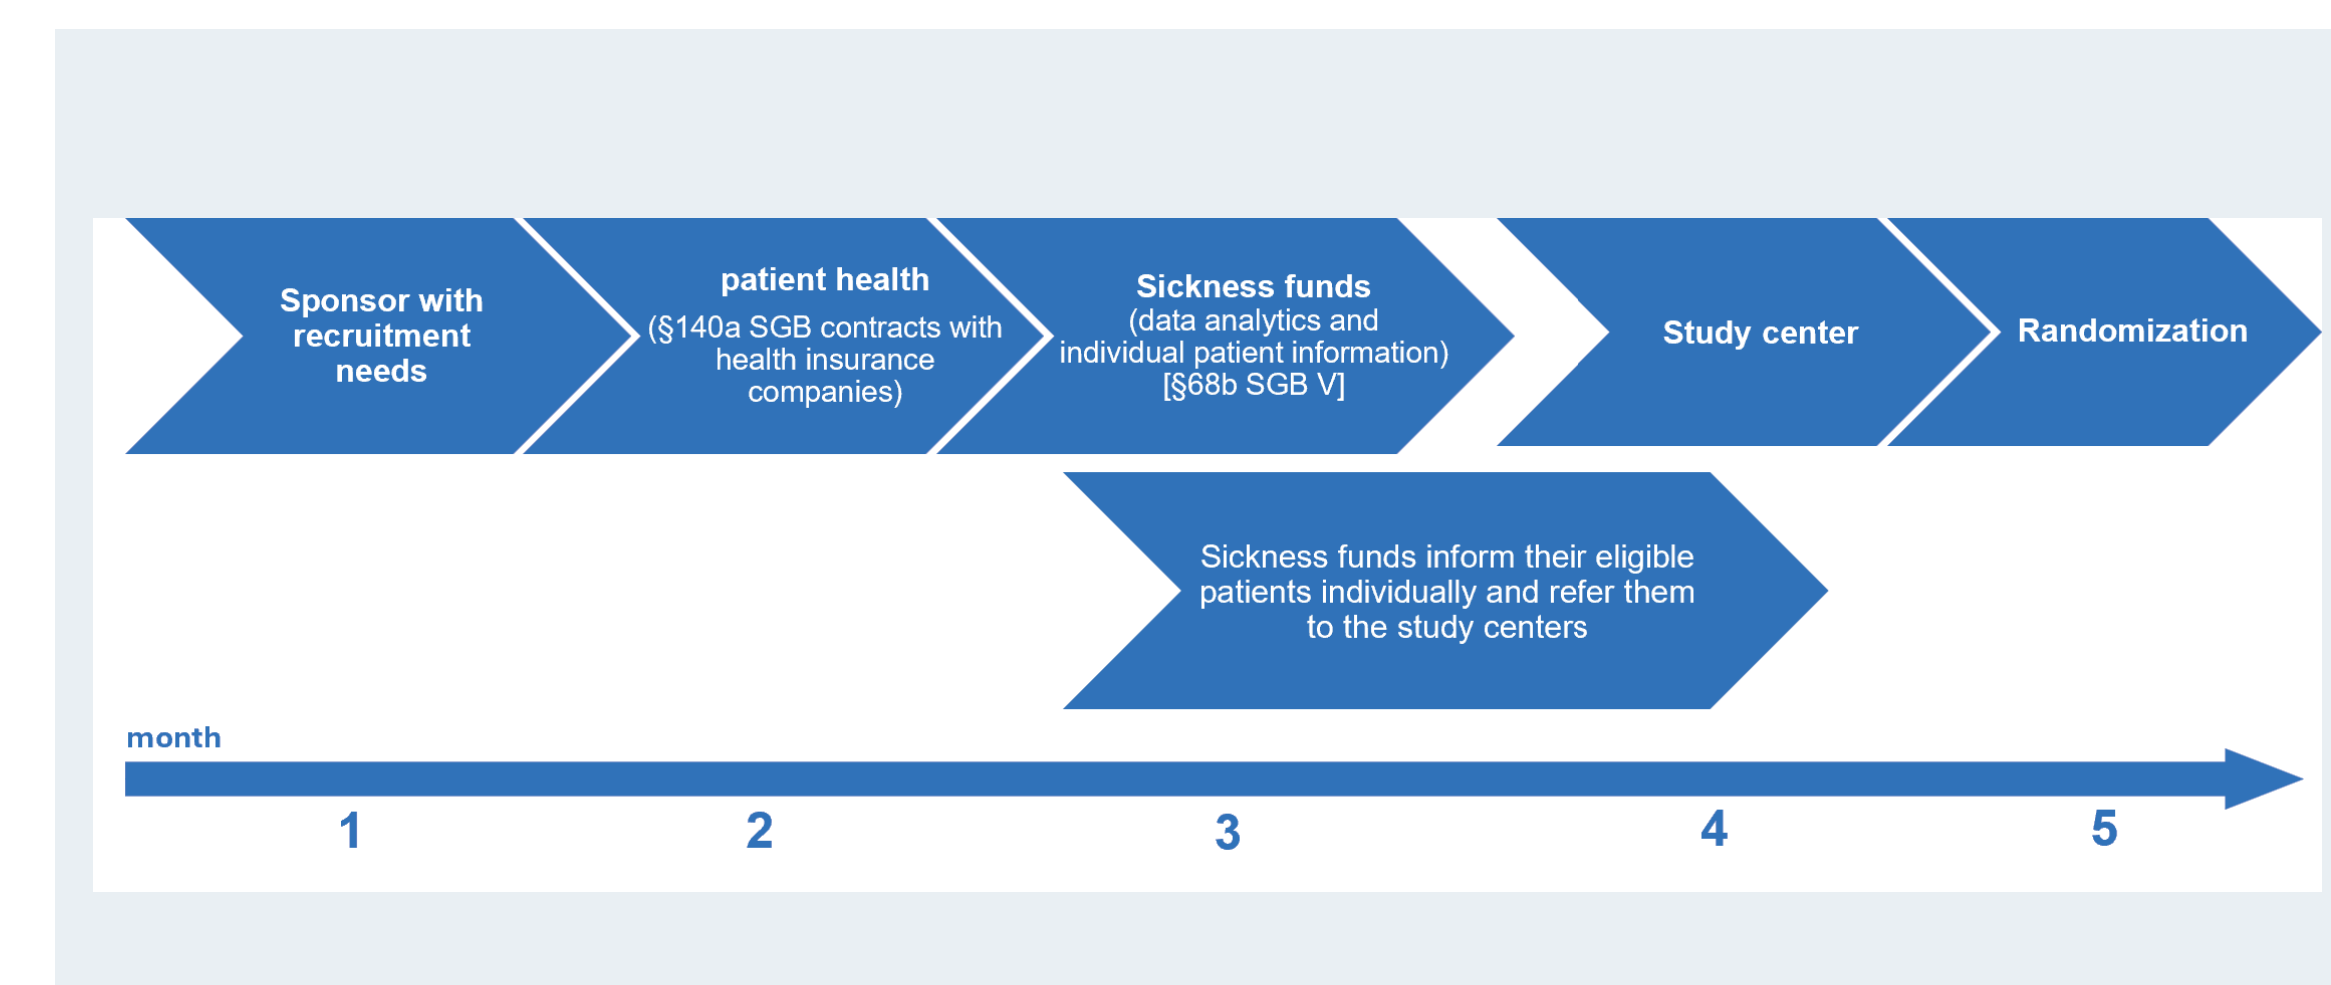 Sponsor with
recruitment
needs
patient health
(§140a SGB contracts with
health insurance
companies)
Sickness funds
(data analytics and
individual patient information)
[§68b SGB V]
Study center
Randomization
Sickness funds inform their eligible
patients individually and refer them
to the study centers
month
1
2
3
4
5